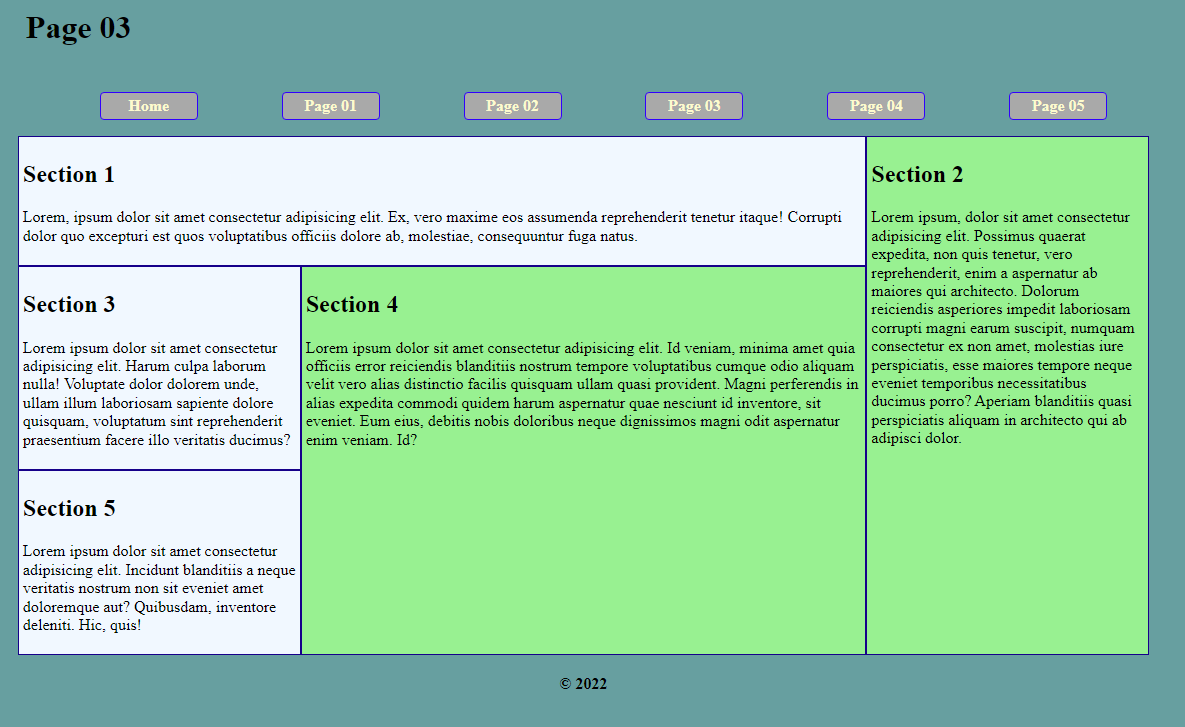 Page 03
Home Page 01 Page 02 Page 03 Page 04 Page 05
Section 1
Lorem, ipsum dolor sit amet consectetur adipisicing elit. Ex, vero maxime eos assumenda reprehenderit tenetur itaque! Corrupti
dolor quo excepturi est quos voluptatibus officiis dolore ab, molestiae, consequuntur fuga natus.
Section 2
Lorem ipsum, dolor sit amet consectetur
adipisicing elit. Possimus quaerat
expedita, non quis tenetur, vero
reprehenderit, enim a aspernatur ab
maiores qui architecto. Dolorum
reiciendis asperiores impedit laboriosam
corrupti magni earum suscipit, numquam
consectetur ex non amet, molestias iure
perspiciatis, esse maiores tempore neque
eveniet temporibus necessitatibus
ducimus porro? Aperiam blanditiis quasi
perspiciatis aliquam in architecto qui ab
adipisci dolor.
Section 3
Lorem ipsum dolor sit amet consectetur
adipisicing elit. Harum culpa laborum
nulla! Voluptate dolor dolorem unde,
ullam illum laboriosam sapiente dolore
quisquam, voluptatum sint reprehenderit
praesentium facere illo veritatis ducimus?
Section 4
Lorem ipsum dolor sit amet consectetur adipisicing elit. Id veniam, minima amet quia
officiis error reiciendis blanditiis nostrum tempore voluptatibus cumque odio aliquam
velit vero alias distinctio facilis quisquam ullam quasi provident. Magni perferendis in
alias expedita commodi quidem harum aspernatur quae nesciunt id inventore, sit
eveniet. Eum eius, debitis nobis doloribus neque dignissimos magni odit aspernatur
enim veniam. Id?
Section 5
Lorem ipsum dolor sit amet consectetur
adipisicing elit. Incidunt blanditiis a neque
veritatis nostrum non sit eveniet amet
doloremque aut? Quibusdam, inventore
deleniti. Hic, quis!
© 2022